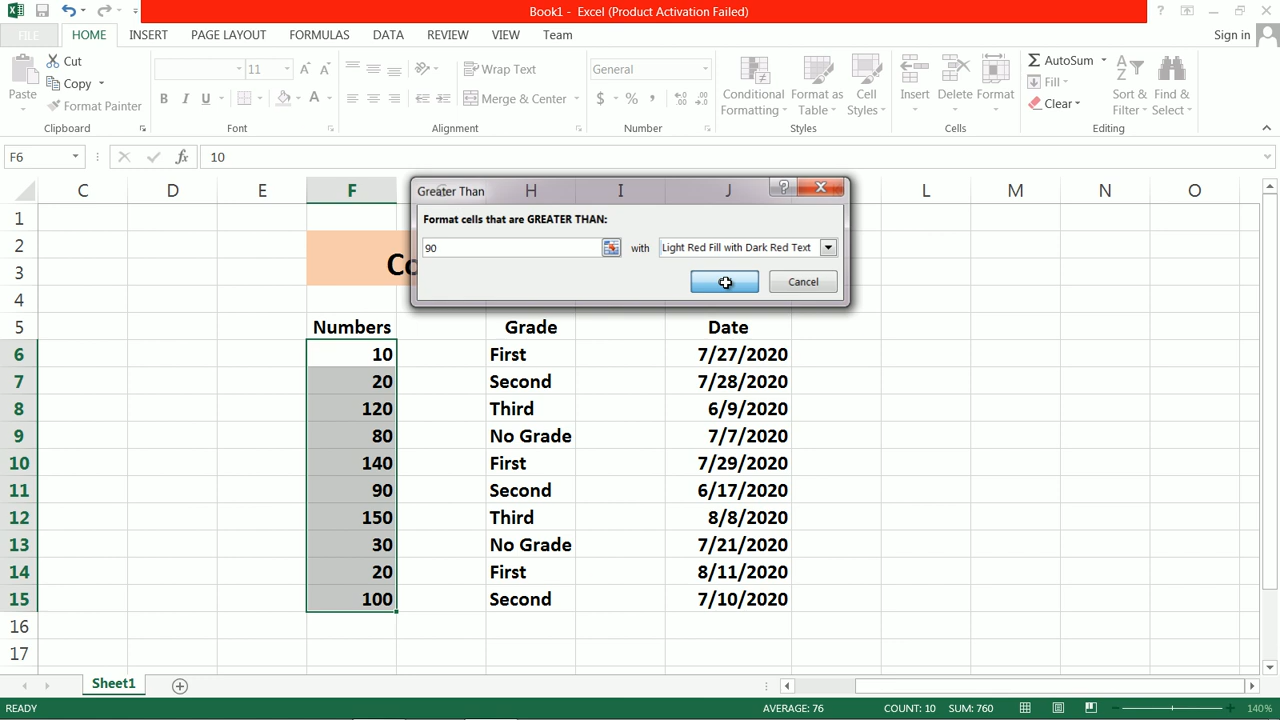 Book1 - Excel (Product Activation Failed)
FILE HOME INSERT PAGE LAYOUT FORMULAS DATA REVIEW VIEW Team Sign in
Paste
Cut
Copy
Format Painter
Clipboard
11
B I U A
Font
Wrap Text
Merge & Center
Alignment
General
$ % ,
Number
Conditional Formatting
Format as Table
Cell Styles
Styles
Insert Delete Format
Cells
AutoSum
Fill
Clear
Sort & Filter
Find & Select
Editing
F6 fx 10
C D E F G H I J L M N O
Greater Than
Format cells that are GREATER THAN:
90 with Light Red Fill with Dark Red Text
Cancel
1
2
3 Co
4
5 Numbers Grade Date
6 10 First 7/27/2020
7 20 Second 7/28/2020
8 120 Third 6/9/2020
9 80 No Grade 7/7/2020
10 140 First 7/29/2020
11 90 Second 6/17/2020
12 150 Third 8/8/2020
13 30 No Grade 7/21/2020
14 20 First 8/11/2020
15 100 Second 7/10/2020
16
17
Sheet1
READY AVERAGE: 76 COUNT: 10 SUM: 760 140%